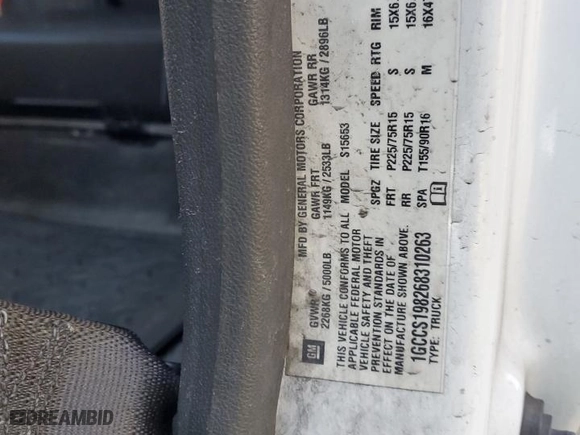 MFD BY GENERAL MOTORS CORPORATION
GVWR GAWR FRT GAWR RR
2268KG / 5000LB 1149KG / 2533LB 1314KG / 2896LB
THIS VEHICLE CONFORMS TO ALL
APPLICABLE FEDERAL MOTOR
VEHICLE SAFETY AND THEFT
PREVENTION STANDARDS IN
EFFECT ON THE DATE OF
MANUFACTURE SHOWN ABOVE.
1GCCS198268310263
TYPE: TRUCK
MODEL S15653
SPGZ TIRE SIZE SPEED RTG RIM
FRT P225/75R15 S 15X6.
RR P225/75R15 S 15X6
SPA T155/90R16 M 16X4
GM
DREAMBID